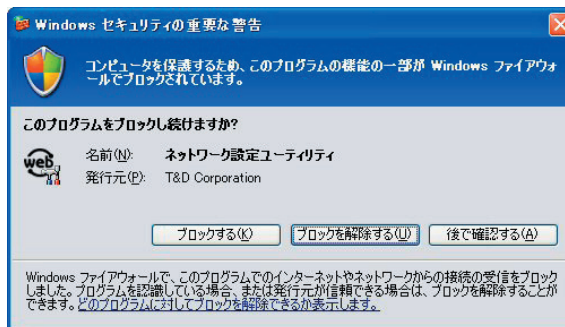 Windows セキュリティの重要な警告
コンピュータを保護するため、このプログラムの機能の一部が Windows ファイアウォ
ールでブロックされています。
このプログラムをブロックし続けますか?
web
名前(N): ネットワーク設定ユーティリティ
発行元(P): T&D Corporation
ブロックする(K) ブロックを解除する(U) 後で確認する(A)
Windows ファイアウォールで、このプログラムでのインターネットやネットワークからの接続の受信をブロック
しました。プログラムを認識している場合、または発行元が信頼できる場合は、ブロックを解除することが
できます。どのプログラムに対してブロックを解除できるか表示します。